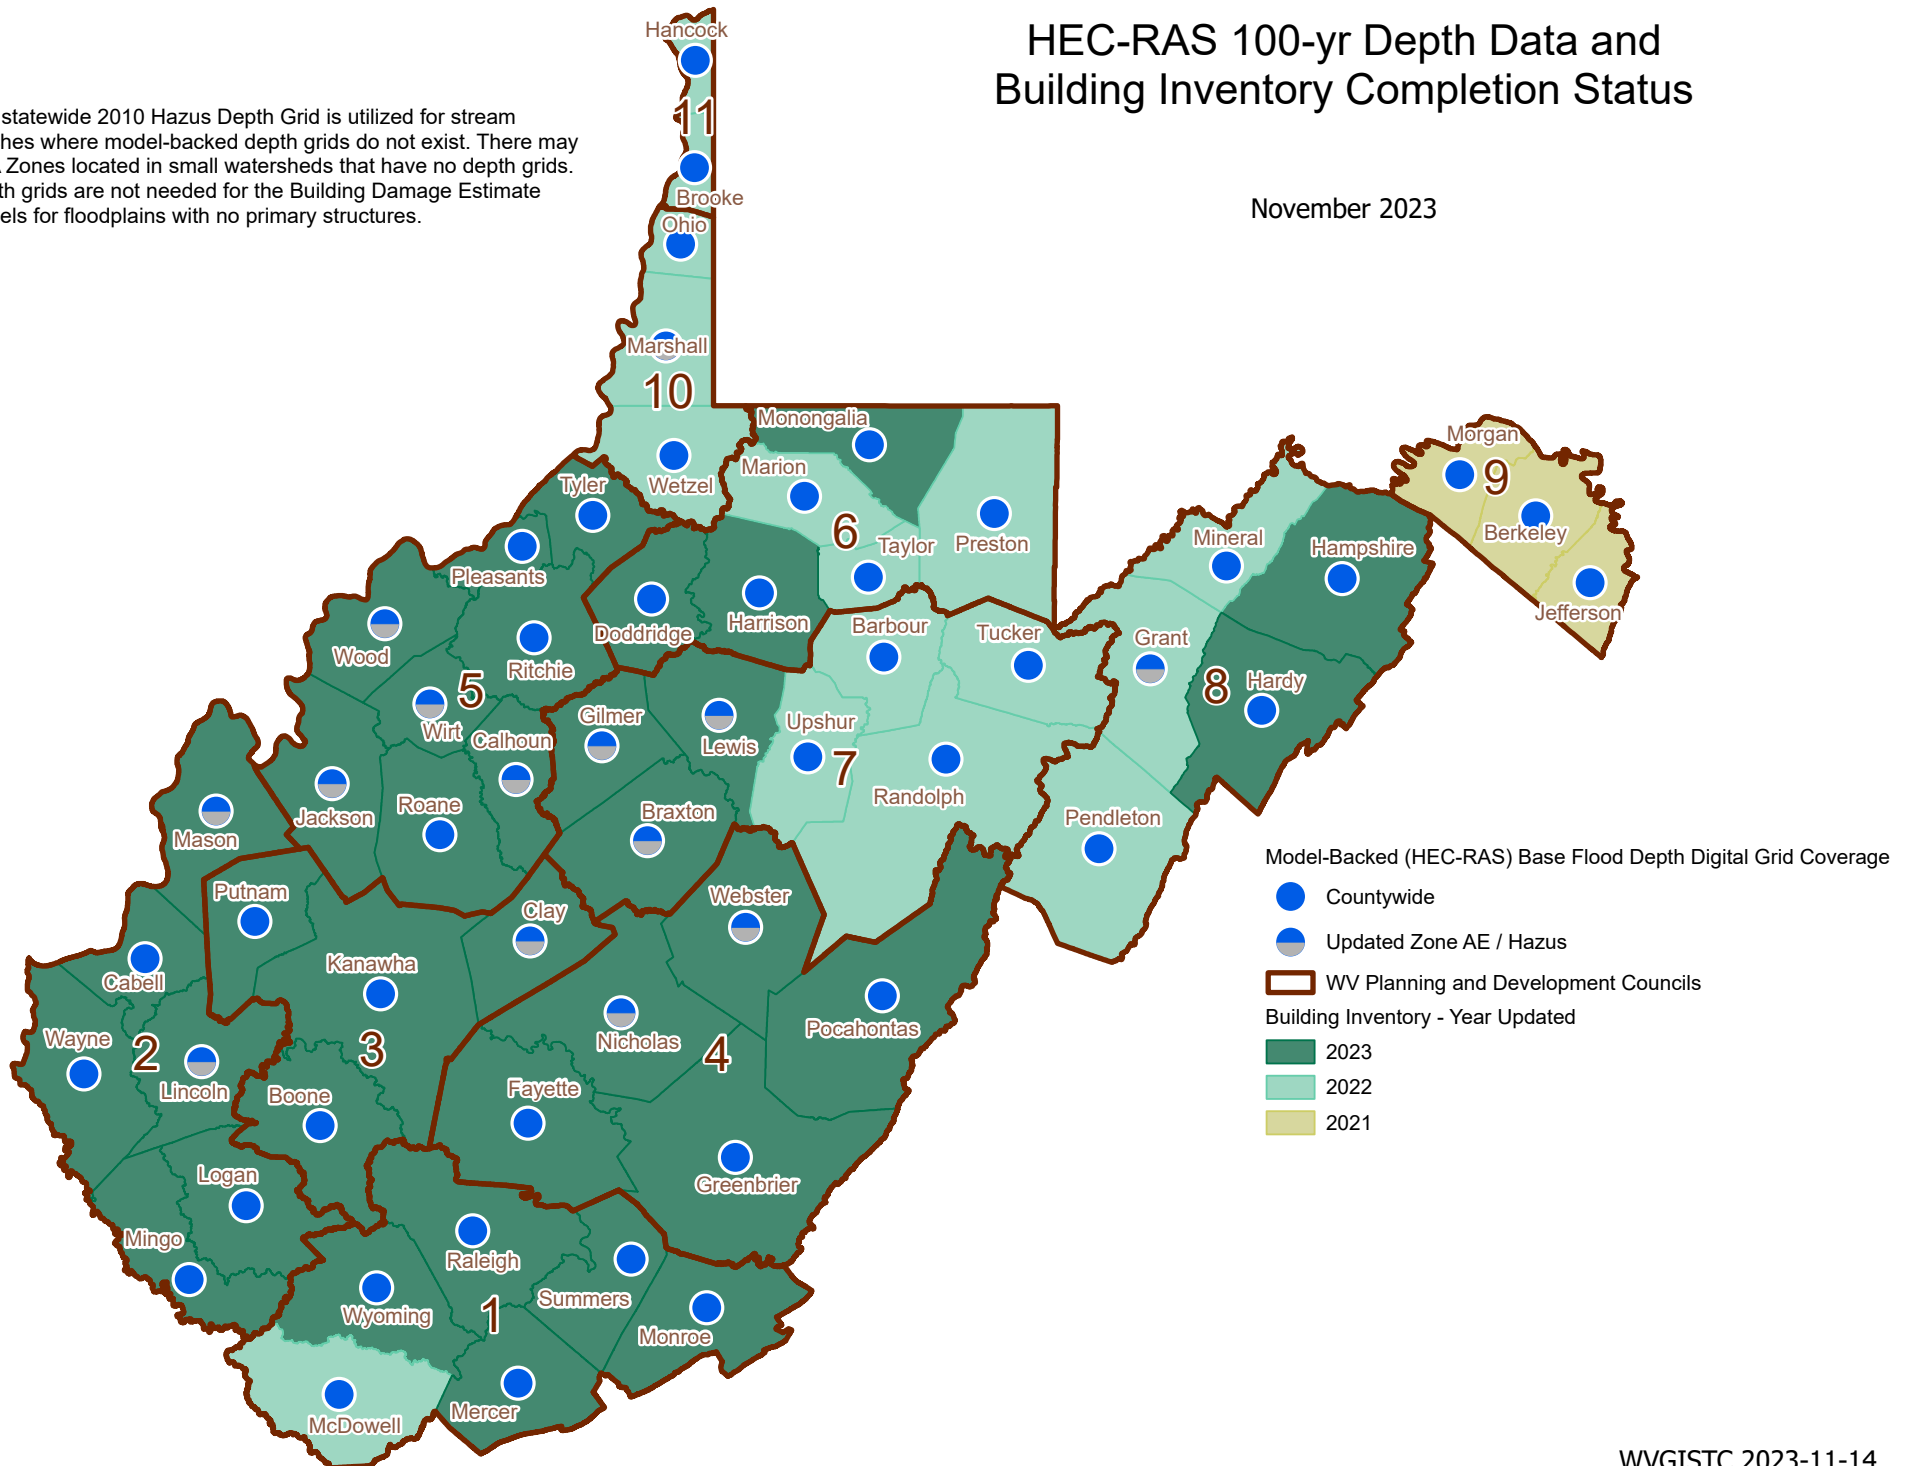 HEC-RAS 100-yr Depth Data and
Building Inventory Completion Status
November 2023
statewide 2010 Hazus Depth Grid is utilized for stream
hes where model-backed depth grids do not exist. There may
Zones located in small watersheds that have no depth grids.
th grids are not needed for the Building Damage Estimate
els for floodplains with no primary structures.
Hancock
11
Brooke
Ohio
Marshall
10
Wetzel
Monongalia
Marion
6
Taylor
Preston
Morgan
9
Berkeley
Jefferson
Mineral
Hampshire
Grant
8
Hardy
Pendleton
Tyler
Pleasants
Doddridge
Harrison
Wood
Ritchie
5
Wirt
Calhoun
Jackson
Roane
Barbour
Tucker
Gilmer
Lewis
Upshur
7
Randolph
Braxton
Mason
Putnam
Clay
Webster
Cabell
Kanawha
Wayne
2
Lincoln
3
Boone
Nicholas
4
Pocahontas
Fayette
Greenbrier
Logan
Mingo
Raleigh
Summers
Wyoming
1
Monroe
McDowell
Mercer
Model-Backed (HEC-RAS) Base Flood Depth Digital Grid Coverage
Countywide
Updated Zone AE / Hazus
WV Planning and Development Councils
Building Inventory - Year Updated
2023
2022
2021
WVGISTC 2023-11-14